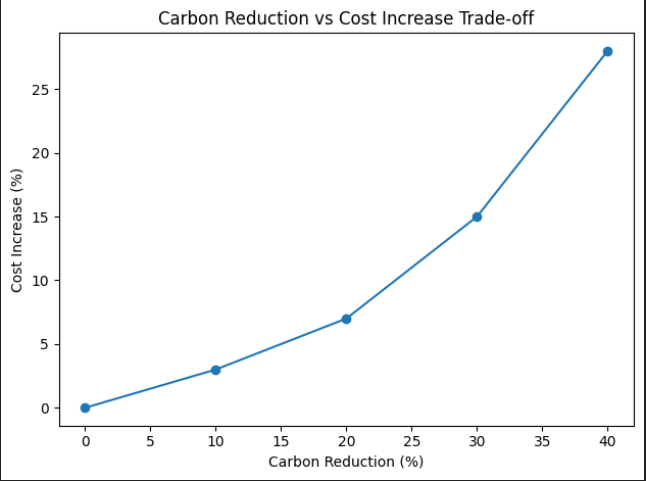 Carbon Reduction vs Cost Increase Trade-off
25
20
15
10
5
0
Cost Increase (%)
0 5 10 15 20 25 30 35 40
Carbon Reduction (%)